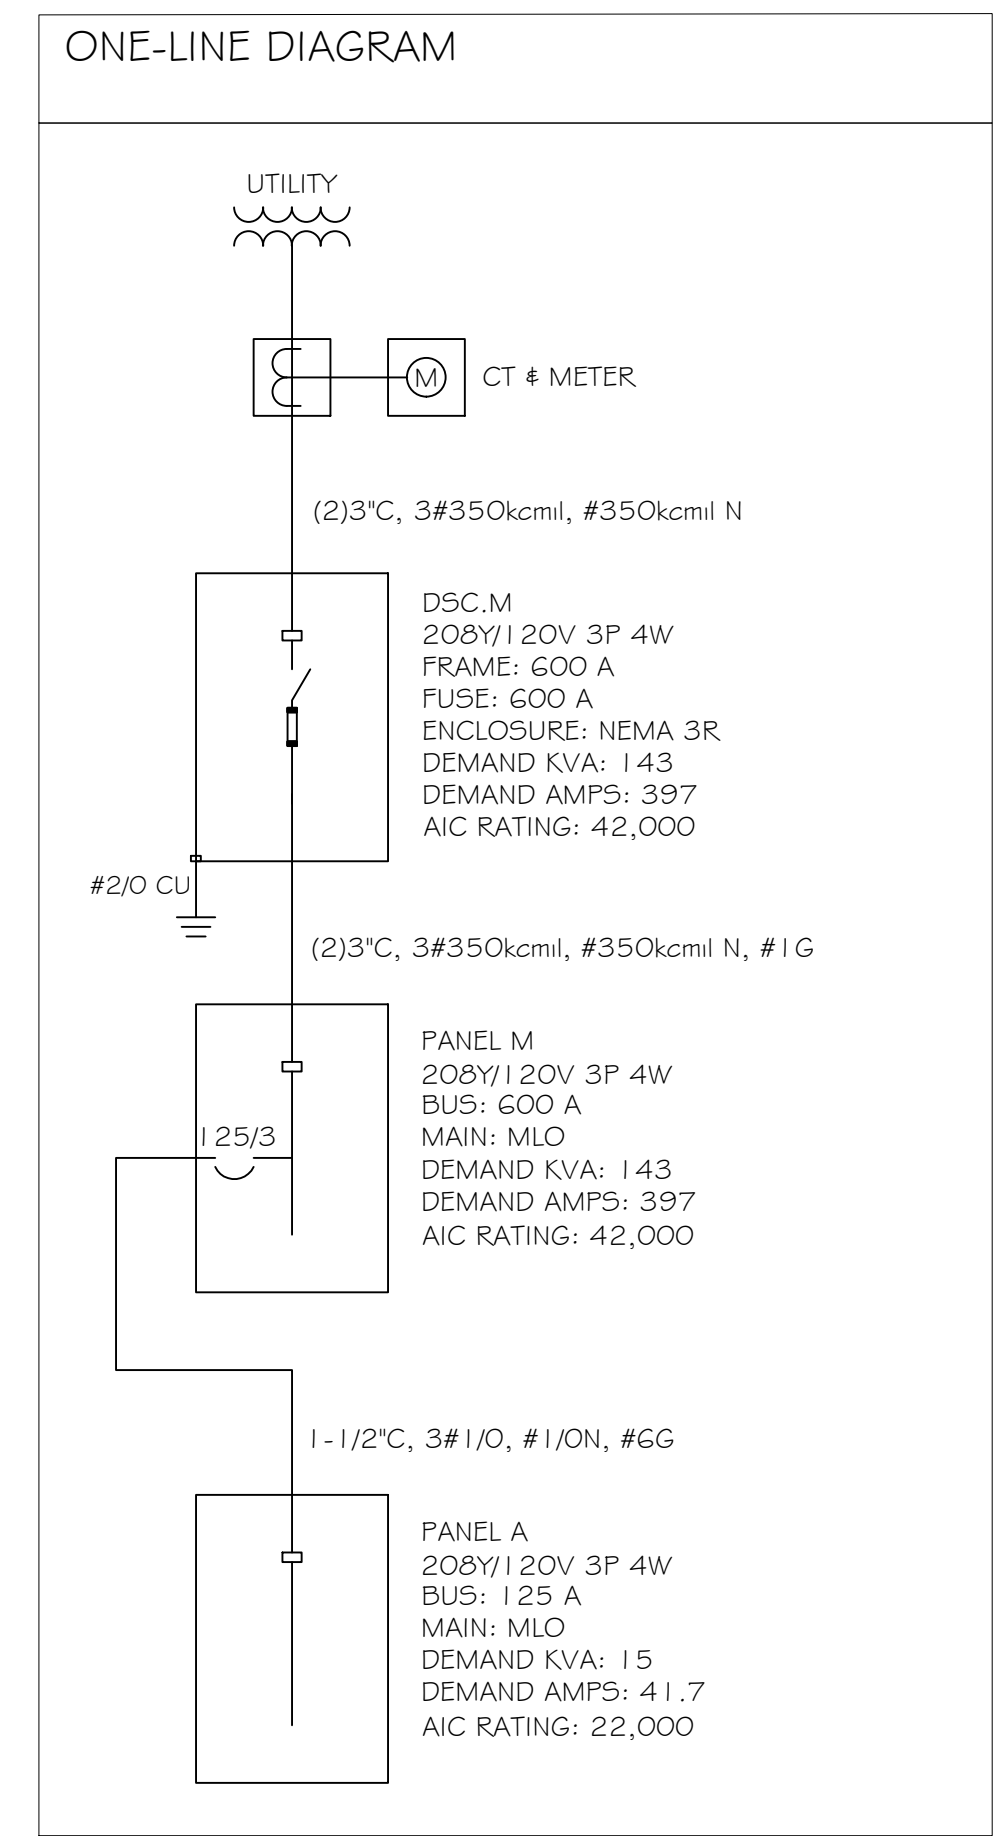 ONE-LINE DIAGRAM
UTILITY
M
CT & METER
(2)3"C, 3#350kcmil, #350kcmil N
DSC.M
208Y/120V 3P 4W
FRAME: 600 A
FUSE: 600 A
ENCLOSURE: NEMA 3R
DEMAND KVA: 143
DEMAND AMPS: 397
AIC RATING: 42,000
#2/0 CU
(2)3"C, 3#350kcmil, #350kcmil N, #1G
PANEL M
208Y/120V 3P 4W
BUS: 600 A
MAIN: MLO
DEMAND KVA: 143
DEMAND AMPS: 397
AIC RATING: 42,000
125/3
1-1/2"C, 3#1/0, #1/0N, #6G
PANEL A
208Y/120V 3P 4W
BUS: 125 A
MAIN: MLO
DEMAND KVA: 15
DEMAND AMPS: 41.7
AIC RATING: 22,000